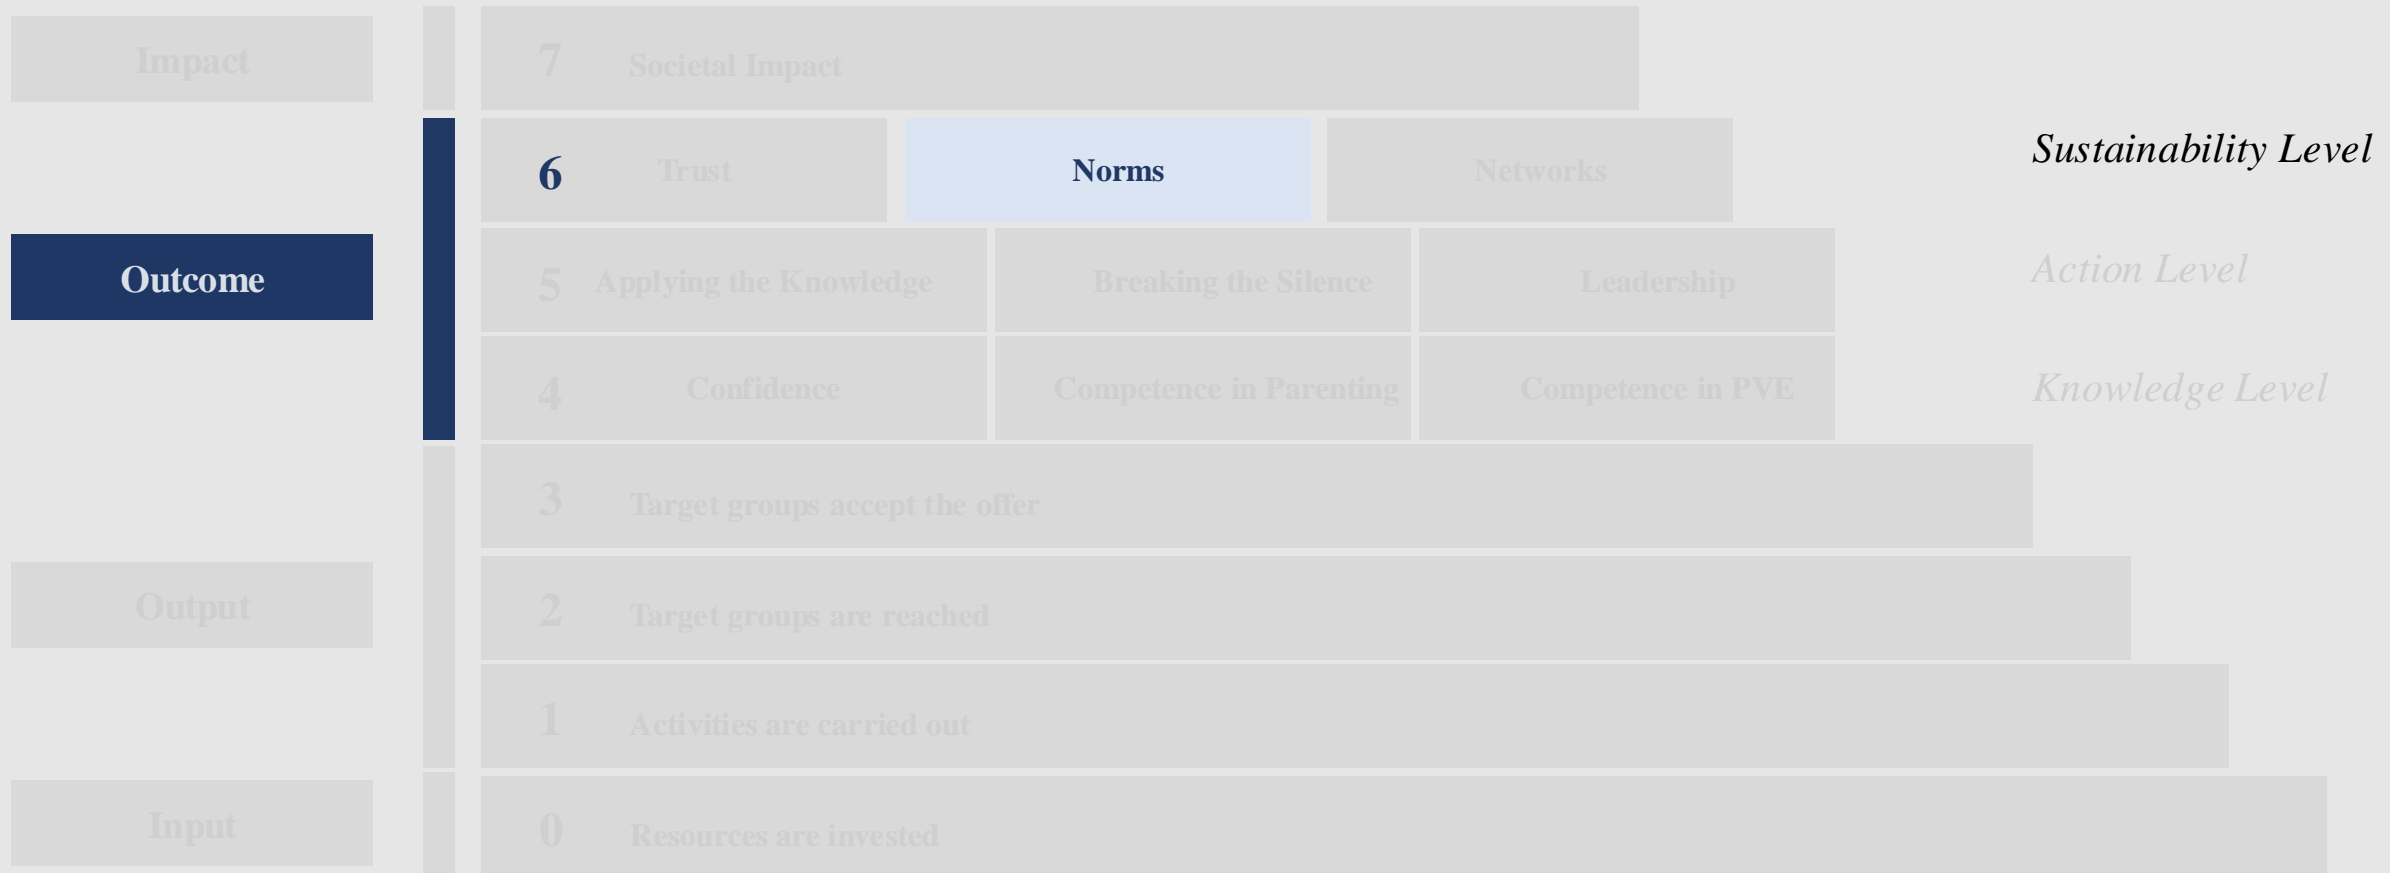 Impact
7 Societal Impact
6 Trust Norms Networks Sustainability Level
Outcome
5 Applying the Knowledge Breaking the Silence Leadership Action Level
4 Confidence Competence in Parenting Competence in PVE Knowledge Level
3 Target groups accept the offer
Output
2 Target groups are reached
1 Activities are carried out
Input
0 Resources are invested